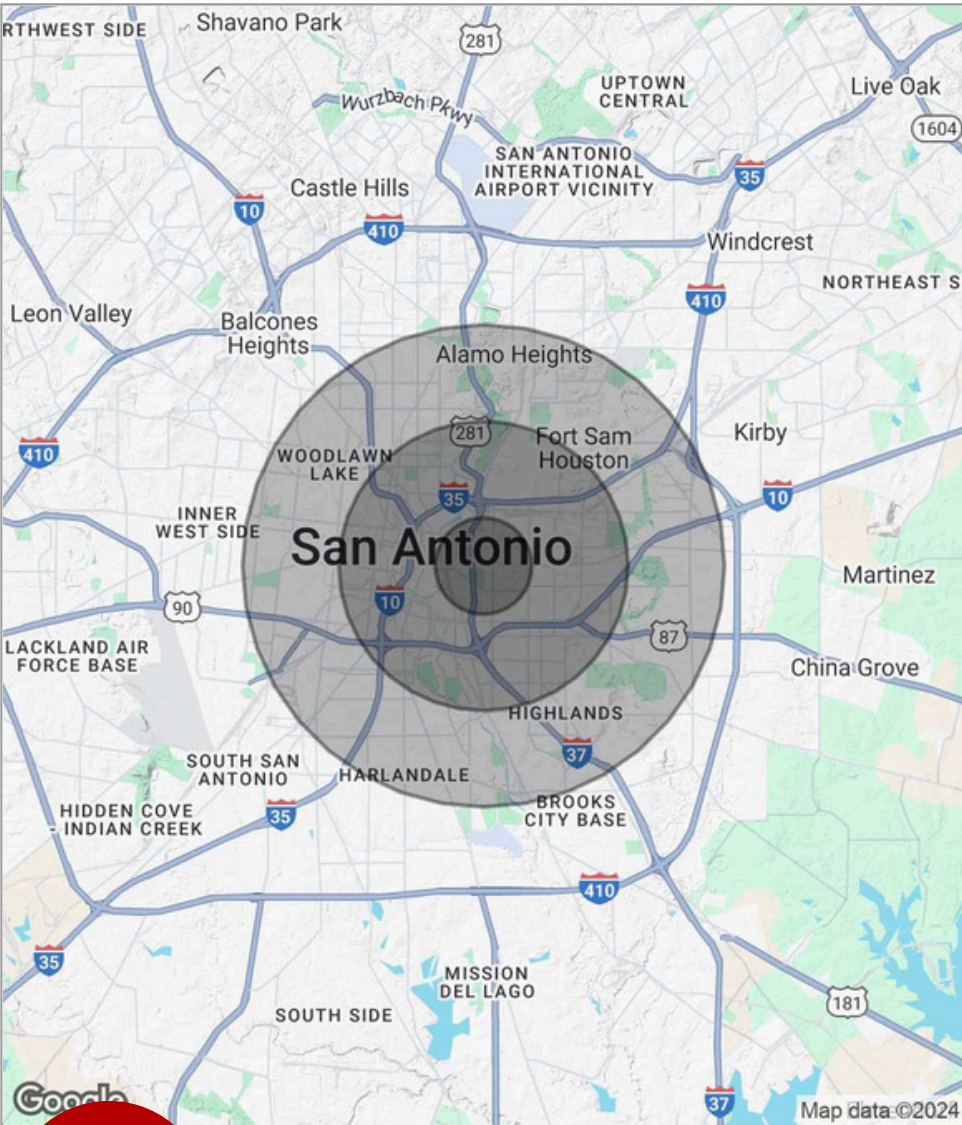 RTHWEST SIDE
Shavano Park
281
UPTOWN
CENTRAL
Live Oak
Wurzbach Pkwy
1604
SAN ANTONIO
INTERNATIONAL
AIRPORT VICINITY
35
Castle Hills
10
410
Windcrest
NORTHEAST S
410
Leon Valley
Balcones
Heights
Alamo Heights
281
Fort Sam
Houston
Kirby
410
WOODLAWN
LAKE
35
10
INNER
WEST SIDE
San Antonio
Martinez
10
90
87
LACKLAND AIR
FORCE BASE
China Grove
HIGHLANDS
37
SOUTH SAN
ANTONIO
HARLANDALE
HIDDEN COVE
- INDIAN CREEK
35
BROOKS
CITY BASE
410
35
MISSION
DEL LAGO
181
SOUTH SIDE
Google
37
Map data ©2024